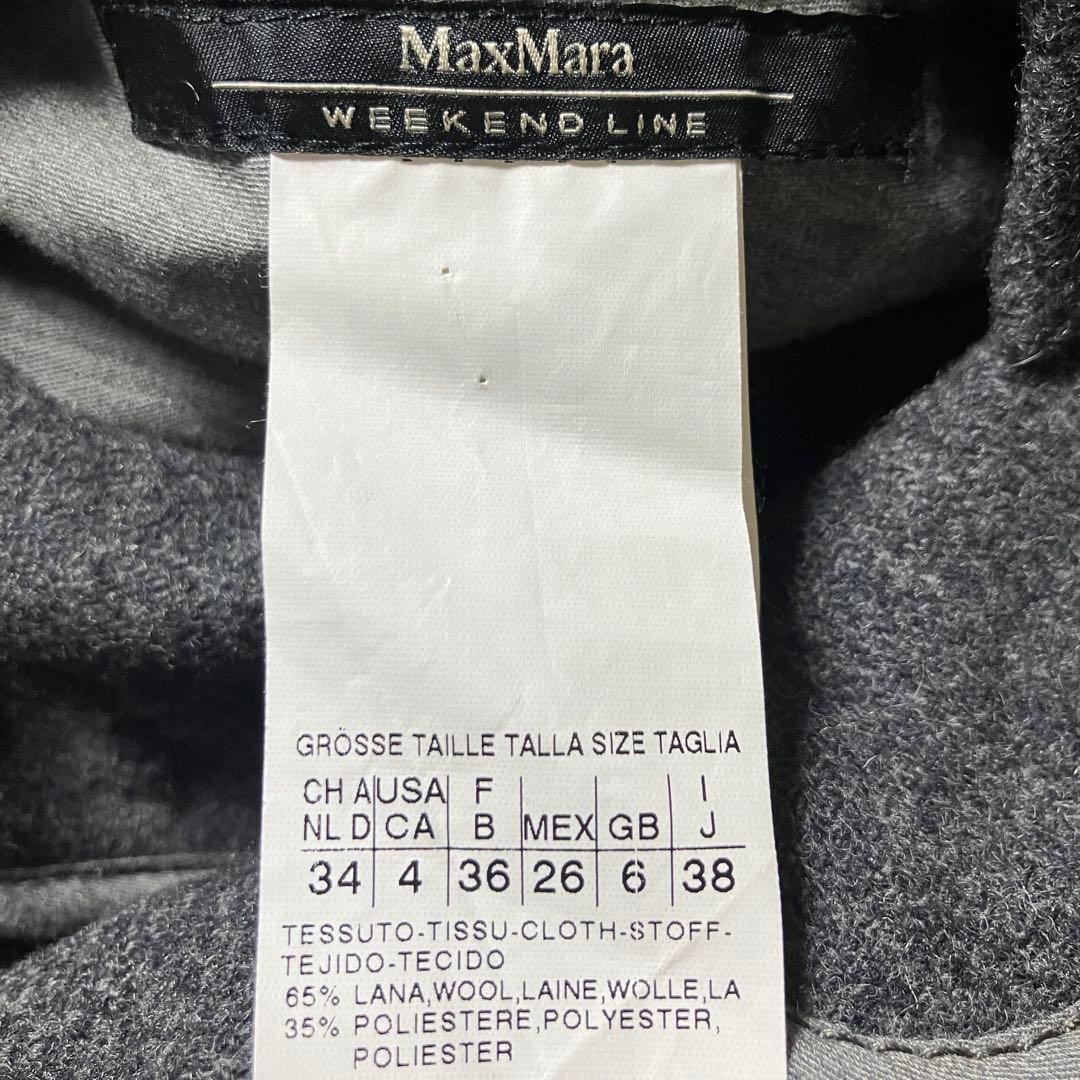 MaxMara
WEEKEND LINE
GRÖSSE TAILLE TALLA SIZE TAGLIA
CH A USA F I
NL D CA B MEX GB J
34 4 36 26 6 38
TESSUTO-TISSU-CLOTH-STOFF-
TEJIDO-TECIDO
65% LANA,WOOL,LAINE,WOLLE,LA
35% POLIESTERE,POLYESTER,
POLIESTER